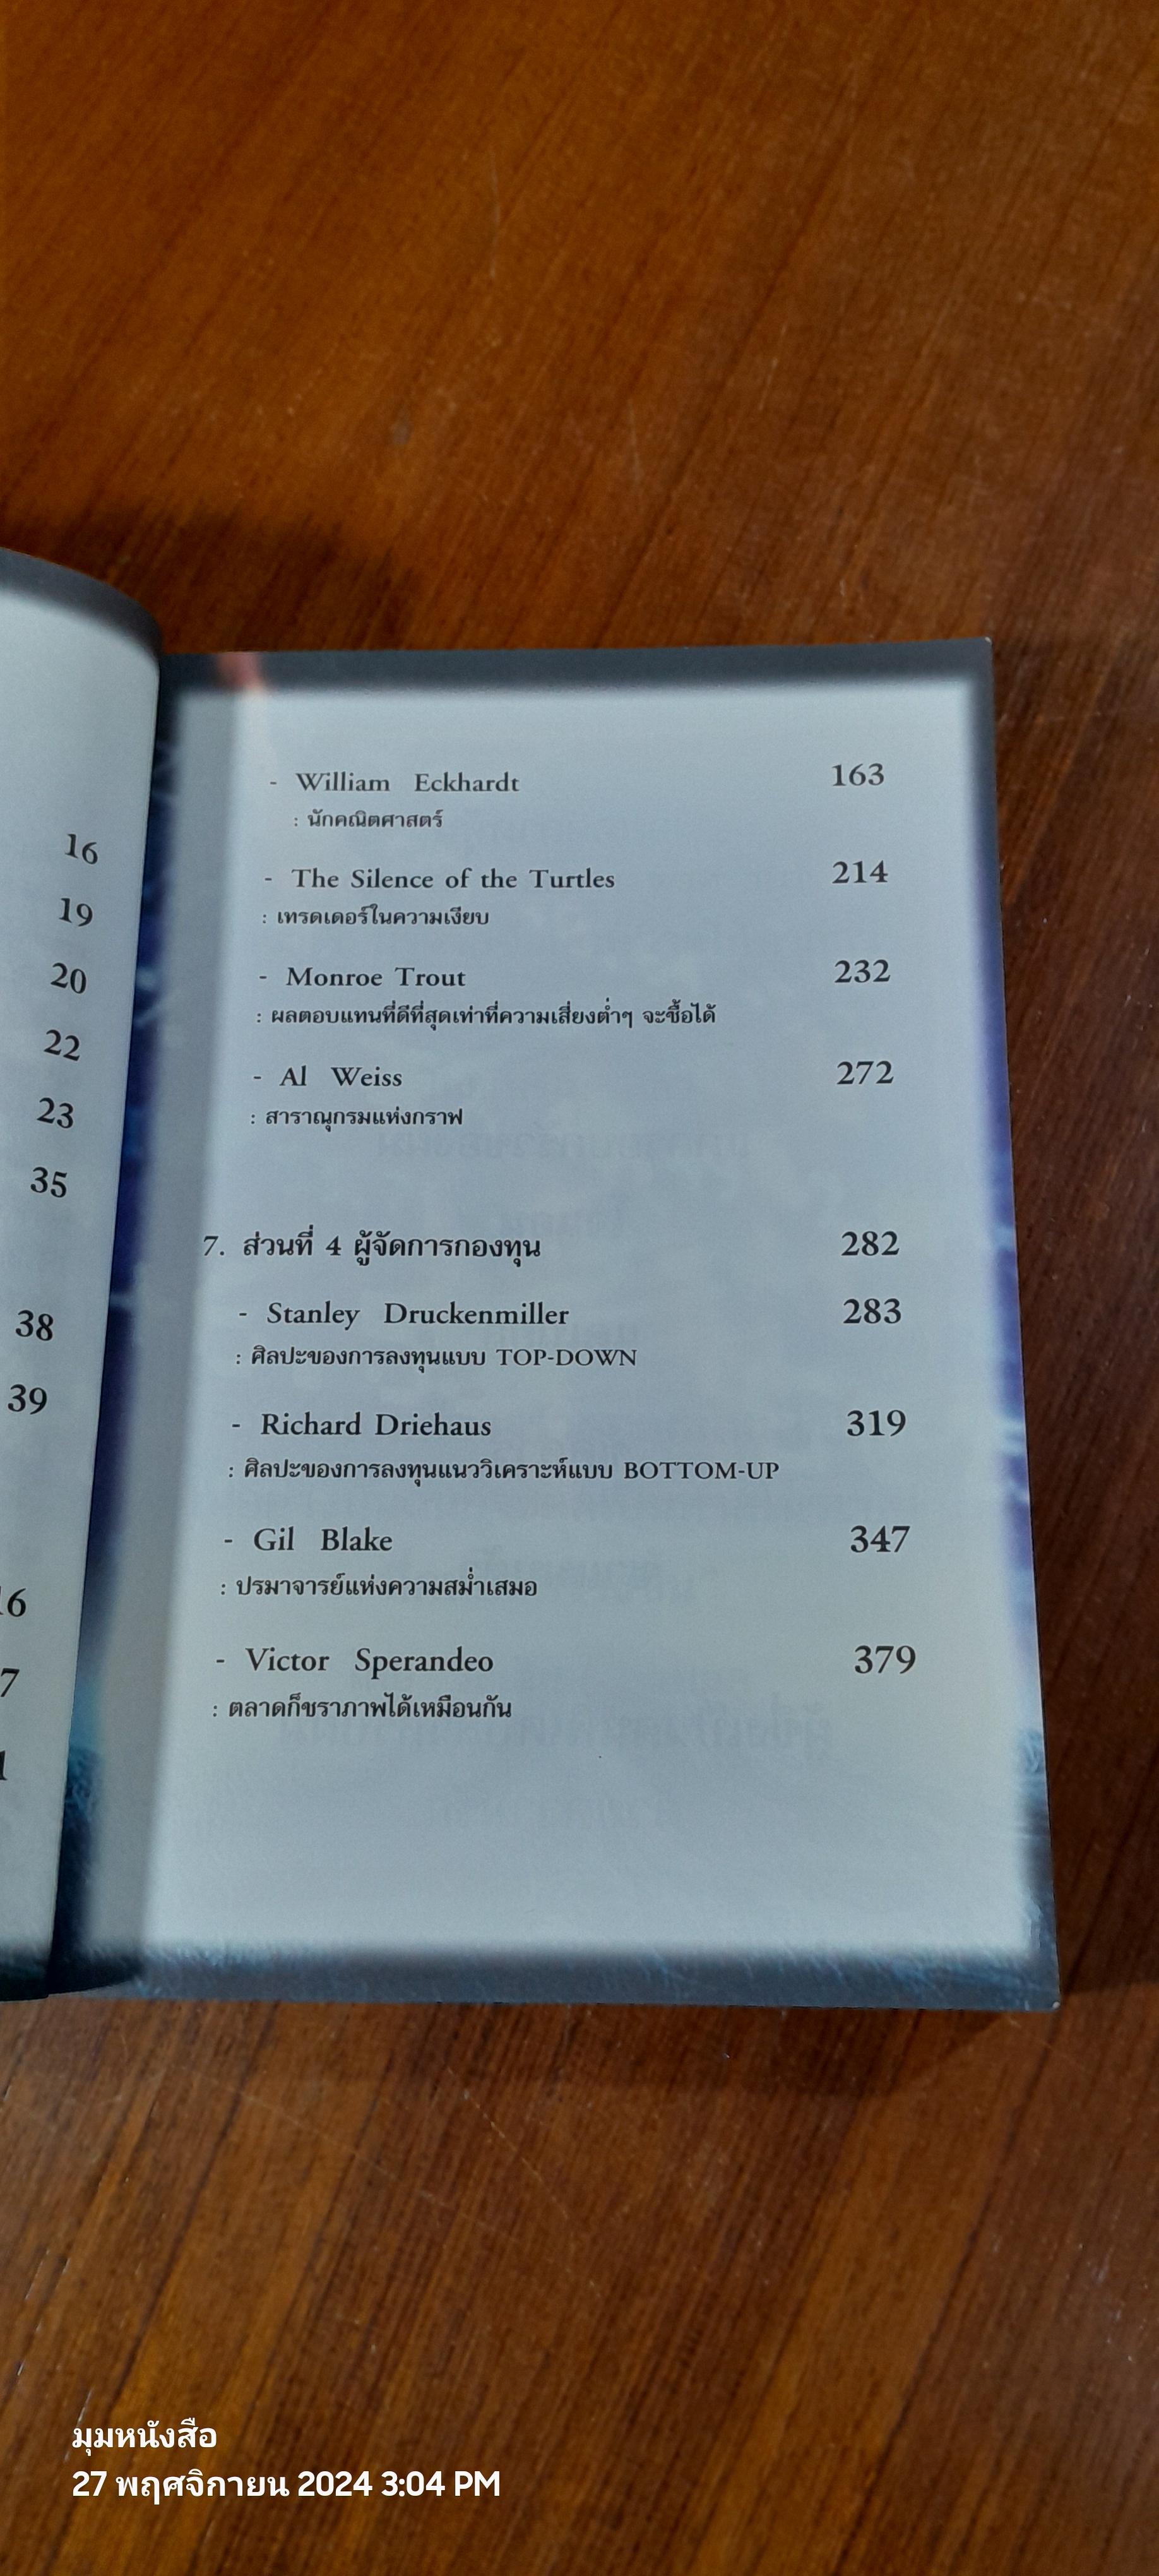 16
19
20
22
23
35
38
39
16
7
1
- William Eckhardt 163
: นักคณิตศาสตร์
- The Silence of the Turtles 214
: เทรดเดอร์ในความเงียบ
- Monroe Trout 232
: ผลตอบแทนที่ดีที่สุดเท่าที่ความเสี่ยงต่ำๆ จะซื้อได้
- Al Weiss 272
: สาราณุกรมแห่งกราฟ
7. ส่วนที่ 4 ผู้จัดการกองทุน 282
- Stanley Druckenmiller 283
: ศิลปะของการลงทุนแบบ TOP-DOWN
- Richard Driehaus 319
: ศิลปะของการลงทุนแนววิเคราะห์แบบ BOTTOM-UP
- Gil Blake 347
: ปรมาจารย์แห่งความสม่ำเสมอ
- Victor Sperandeo 379
: ตลาดก็ชราภาพได้เหมือนกัน
มุมหนังสือ
27 พฤศจิกายน 2024 3:04 PM